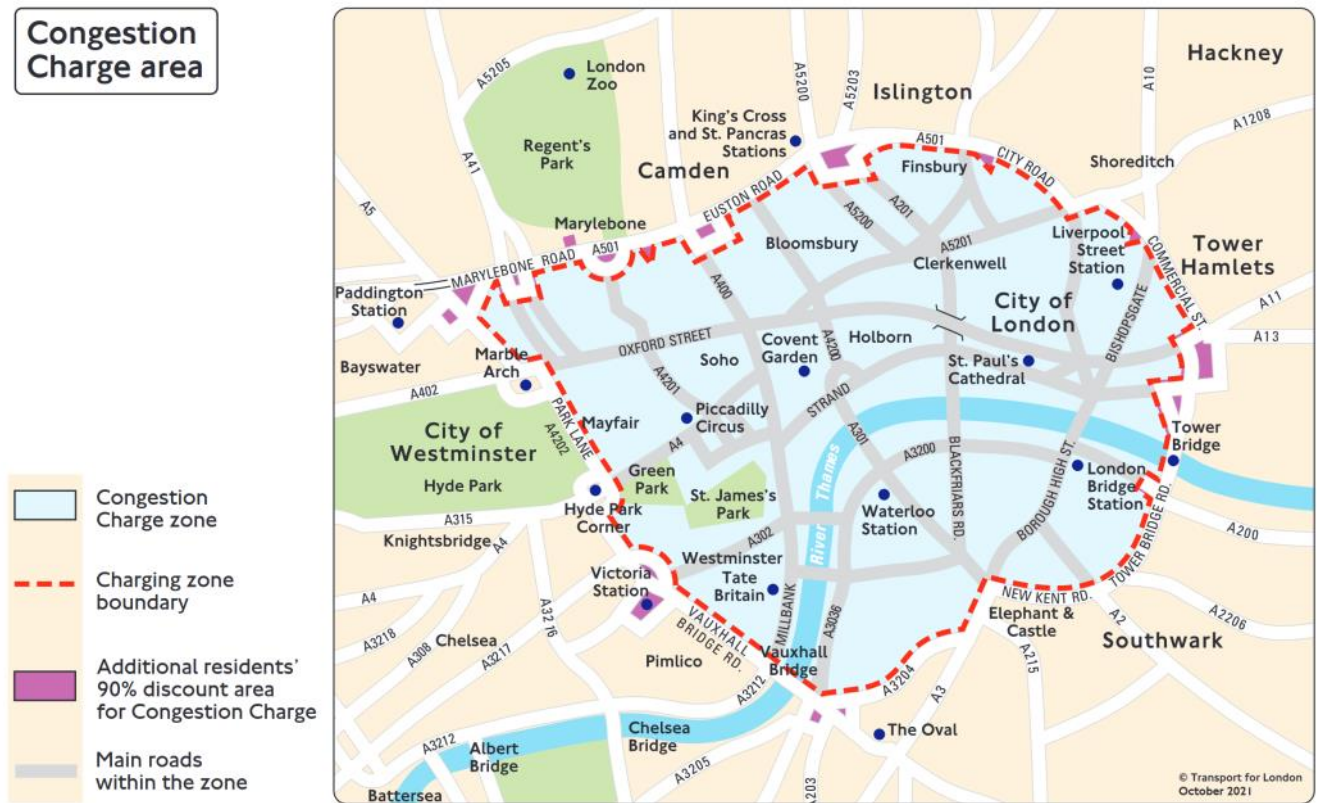 Congestion
Charge area
Congestion
Charge zone
Charging zone
boundary
Additional residents'
90% discount area
for Congestion Charge
Main roads
within the zone
A5205
London
Zoo
A5200
A5203
Hackney
A10
Islington
King's Cross
and St. Pancras
Stations
A501
A1208
A41
Regent's
Park
Camden
Finsbury
CITY ROAD
Shoreditch
A5
EUSTON ROAD
A5200
A201
Marylebone
Bloomsbury
A5201
Liverpool
Street
Station
COMMERCIAL ST.
Tower
Hamlets
MARYLEBONE ROAD
A501
Clerkenwell
Paddington
Station
A400
City of
London
BISHOPSGATE
A11
OXFORD STREET
Covent
Garden
A4200
Holborn
A13
Bayswater
Marble
Arch
Soho
St. Paul's
Cathedral
A402
A4201
PARK LANE
A4202
Mayfair
Piccadilly
Circus
STRAND
City of
Westminster
Hyde Park
A4
A301
A3200
BLACKFRIARS RD.
BOROUGH HIGH ST.
Tower
Bridge
Green
Park
St. James's
Park
River Thames
London
Bridge
Station
A315
Hyde Park
Corner
Waterloo
Station
TOWER BRIDGE RD.
A200
Knightsbridge
A4
A302
Westminster
Victoria
Station
Tate
Britain
MILLBANK
NEW KENT RD.
A4
A3216
VAUXHALL
BRIDGE RD.
A3036
Elephant &
Castle
A2
A2206
A3218
A308
A3217
Chelsea
Pimlico
Vauxhall
Bridge
Southwark
A3212
A3204
A3
A215
Chelsea
Bridge
The Oval
A3212
Albert
Bridge
A3205
A203
Battersea
© Transport for London
October 2021